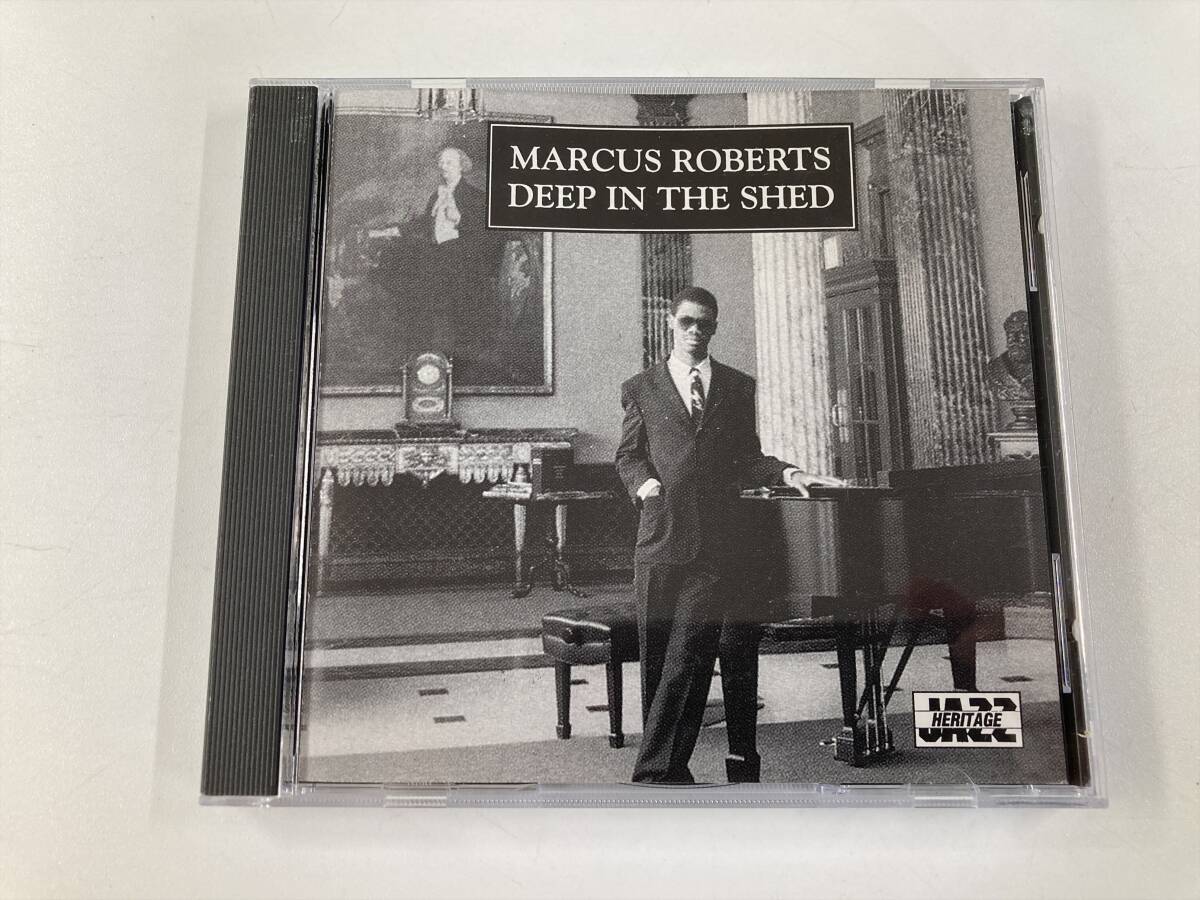 MARCUS ROBERTS
DEEP IN THE SHED
JAZZ
HERITAGE